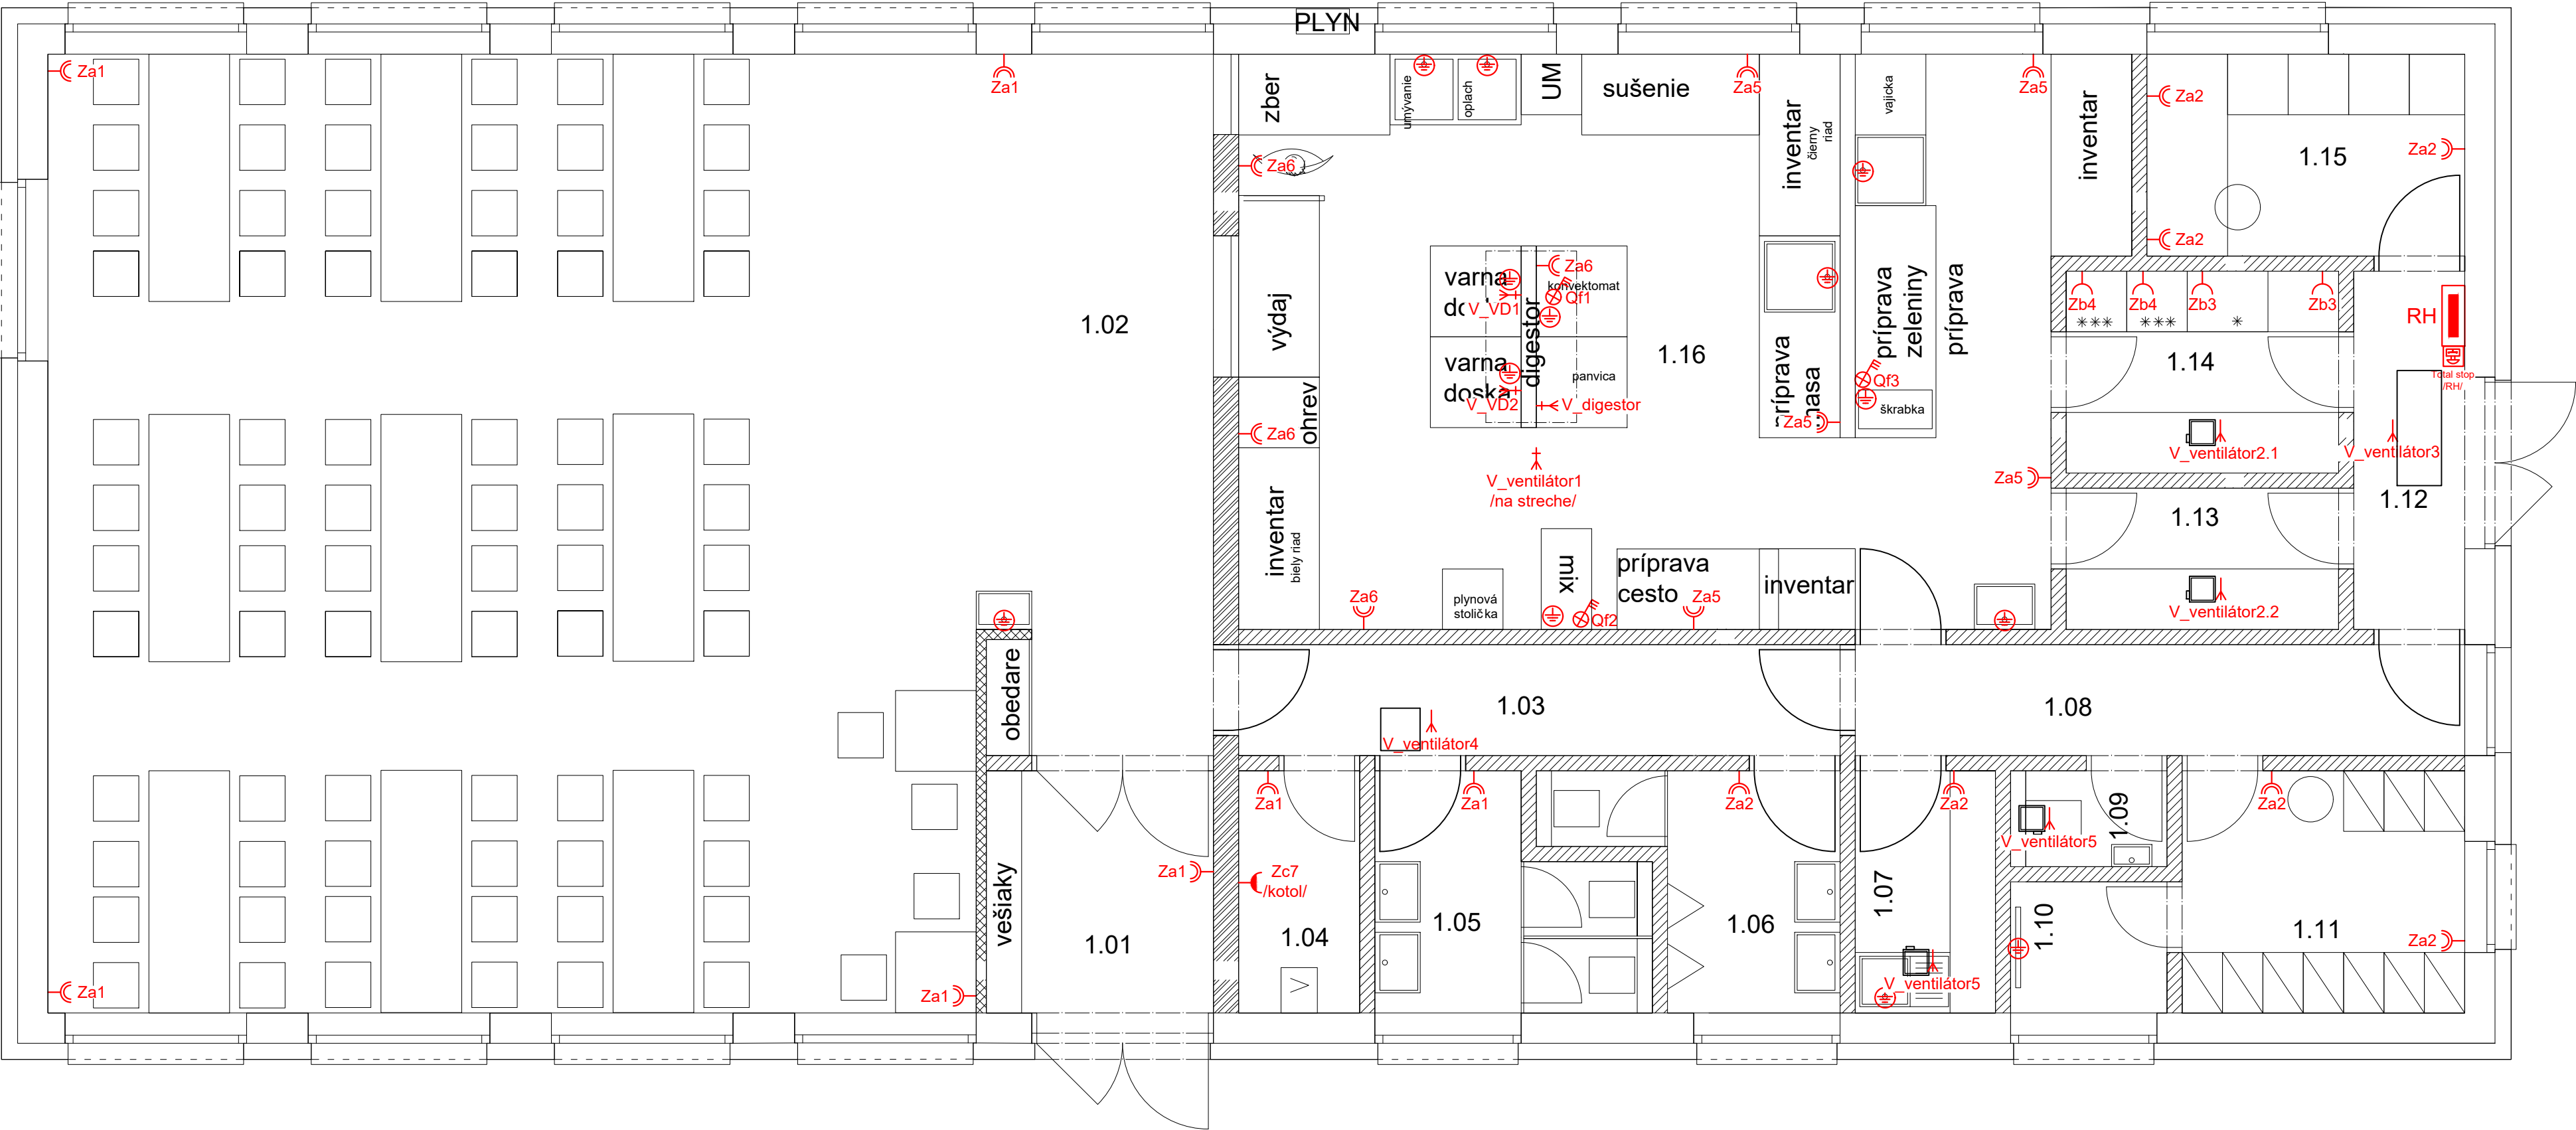 PLYN
Za1
Za1
zber
umývanie
oplach
UM
sušenie
Za5
inventar
čierny
riad
vajicka
Za5
inventar
Za2
1.15
Za2
Za6
Za2
1.02
výdaj
varna
V_VD1
digestor
Za6
konvektomat
Qf1
varna
doska
V_VD2
panvica
V_digestor
1.16
príprava
Za5
príprava
zeleniny
príprava
Qf3
škrabka
Zb4
Zb4
Zb3
Zb3
***
***
*
RH
Total stop
/RH/
1.14
V_ventilátor2.1
V_ventilátor3
1.12
ohrev
Za6
V_ventilátor1
/na streche/
Za5
1.13
V_ventilátor2.2
inventar
biely riad
Za6
plynová
stolička
mix
Qf2
príprava
cesto
Za5
inventar
obedare
1.03
V_ventilátor4
1.08
Za1
Za1
Za2
Za2
Za2
vešiaky
Za1
Zc7
/kotol/
1.01
1.04
V
1.05
1.06
1.07
V_ventilátor5
V_ventilátor5
1.09
1.10
1.11
Za2
Za1
Za1